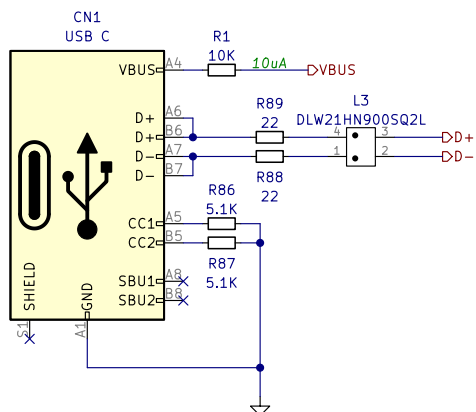 CN1
USB C
R1
10K
10uA
VBUS
A4
VBUS
L3
DLW21HN900SQ2L
R89
22
D+
A6
D+
B6
4
3
D+
D-
A7
1
2
D-
D-
B7
R88
22
R86
5.1K
CC1
A5
CC2
B5
R87
5.1K
SBU1
A8
SBU2
B8
SHIELD
GND
S1
A1